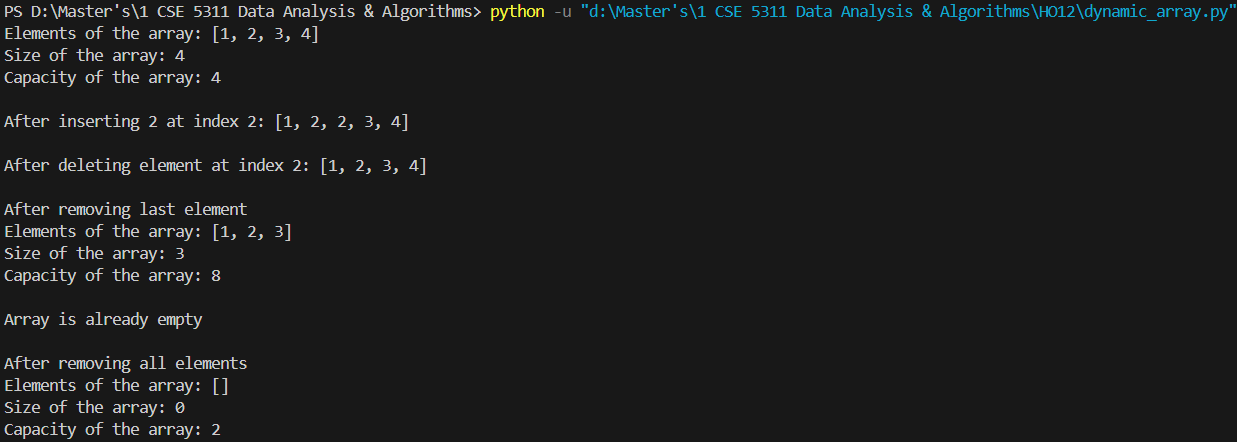 PS D:\Master's\1 CSE 5311 Data Analysis & Algorithms> python -u "d:\Master's\1 CSE 5311 Data Analysis & Algorithms\HO12\dynamic_array.py"
Elements of the array: [1, 2, 3, 4]
Size of the array: 4
Capacity of the array: 4

After inserting 2 at index 2: [1, 2, 2, 3, 4]

After deleting element at index 2: [1, 2, 3, 4]

After removing last element
Elements of the array: [1, 2, 3]
Size of the array: 3
Capacity of the array: 8

Array is already empty

After removing all elements
Elements of the array: []
Size of the array: 0
Capacity of the array: 2